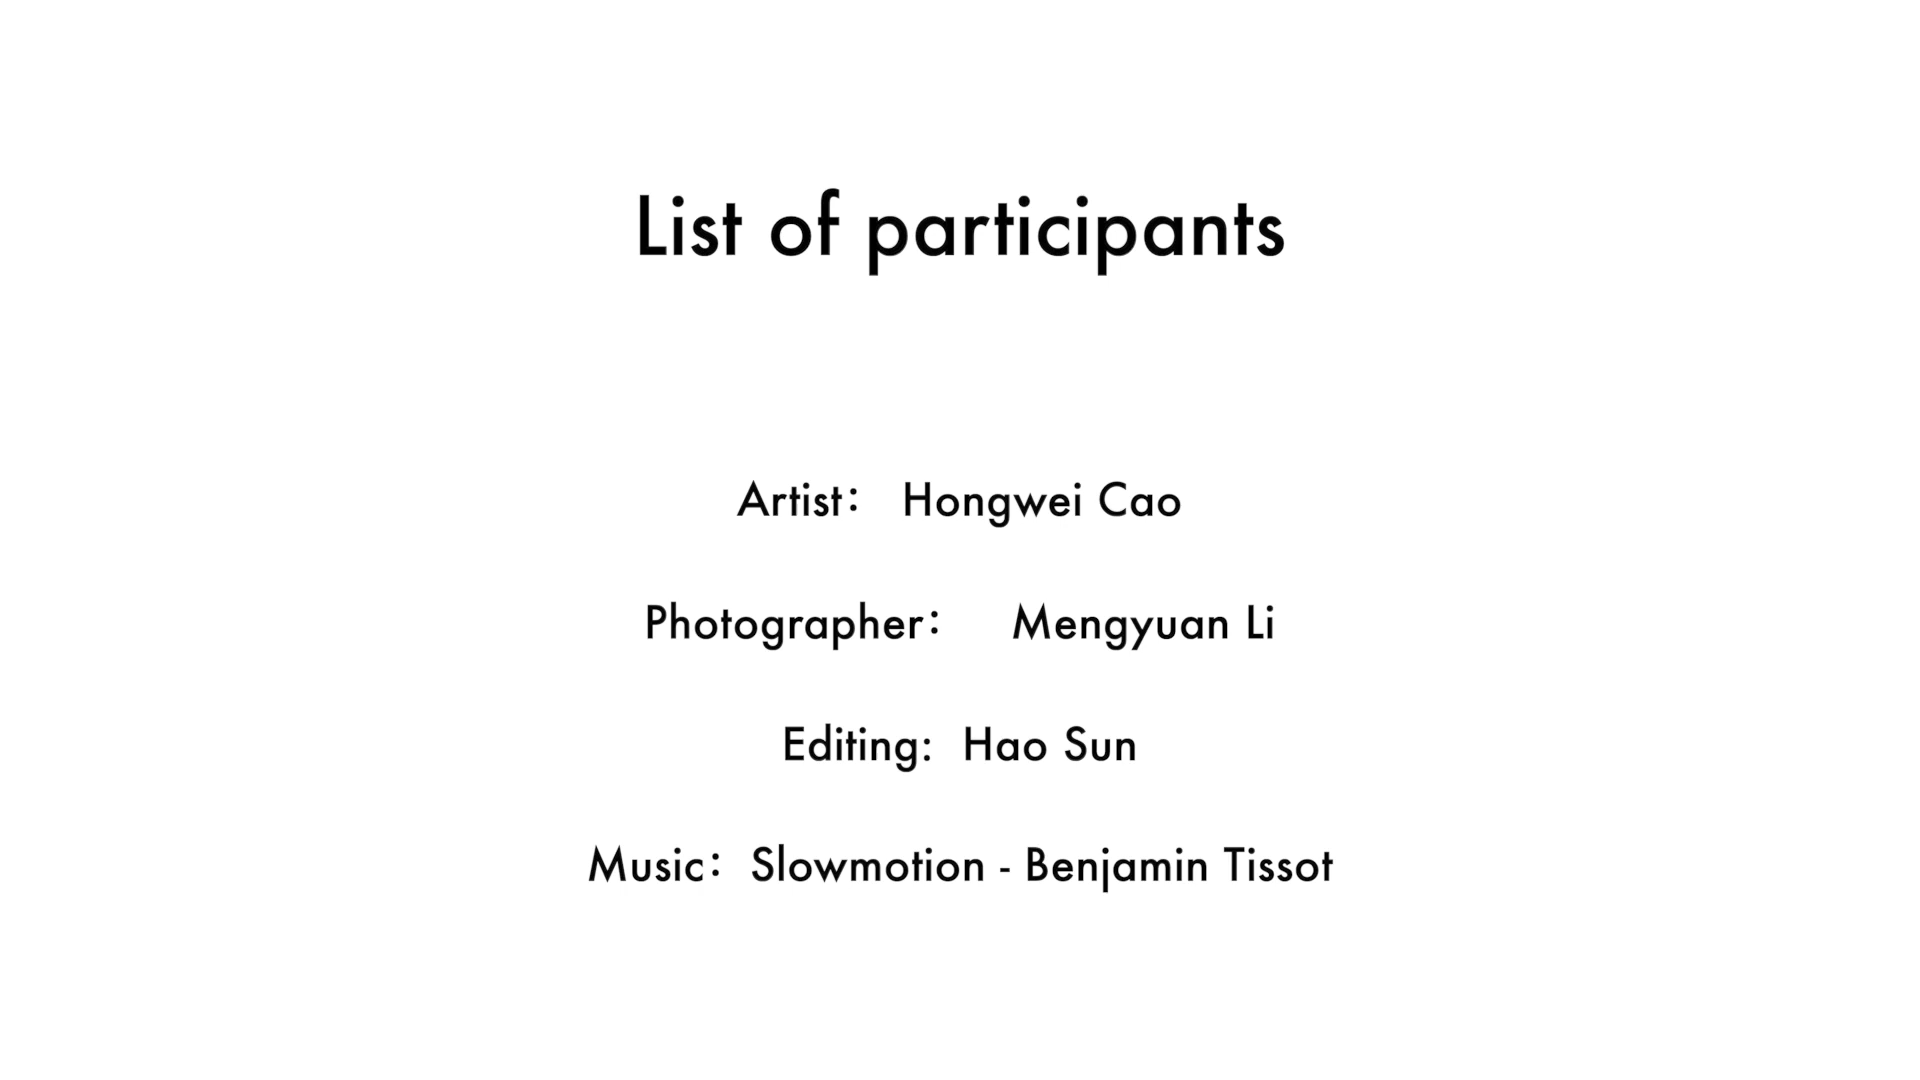 List of participants
Artist： Hongwei Cao
Photographer： Mengyuan Li
Editing: Hao Sun
Music： Slowmotion - Benjamin Tissot